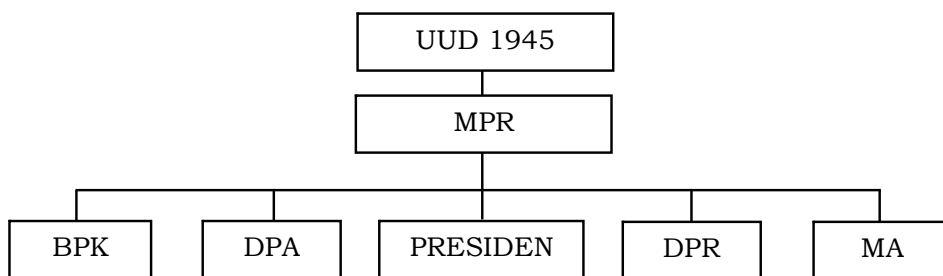 UUD 1945
MPR
BPK
DPA
PRESIDEN
DPR
MA